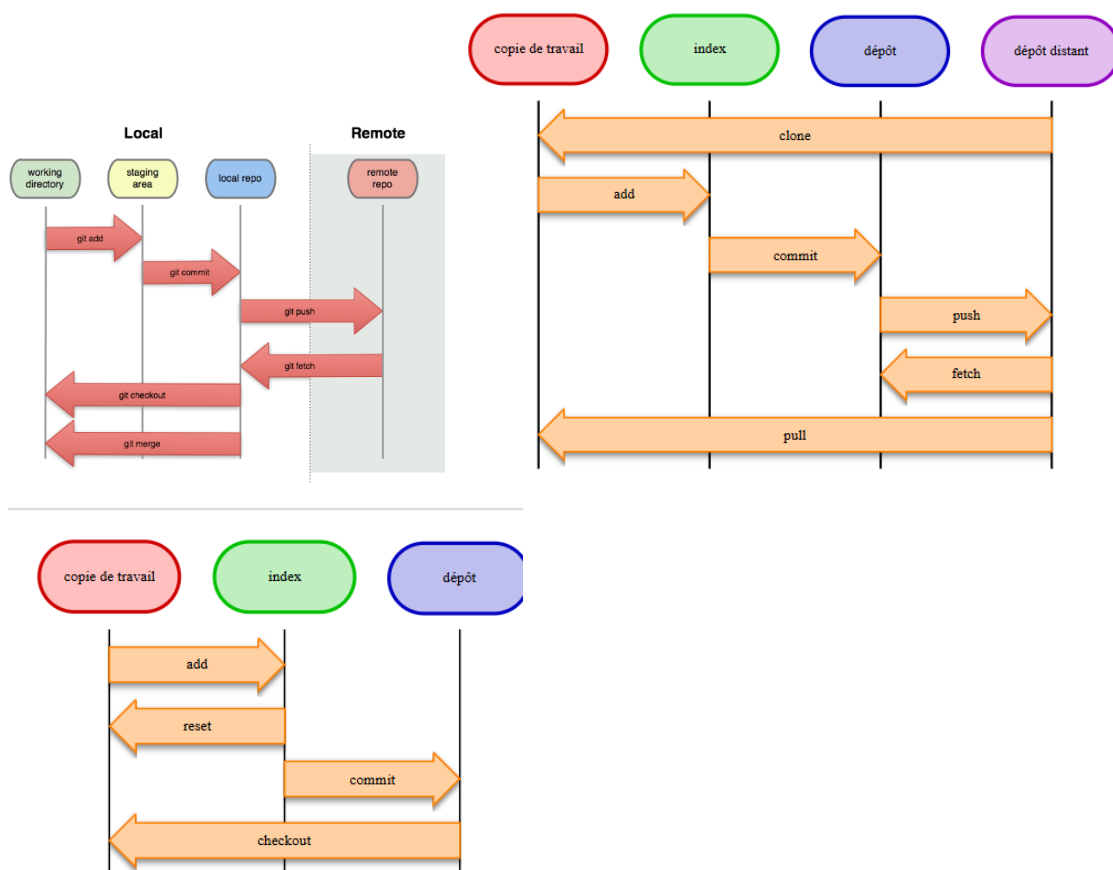 Local
Remote
working
directory
staging
area
local repo
remote
repo
git add
git commit
git push
git fetch
git checkout
git merge
copie de travail
index
dépôt
dépôt distant
clone
add
commit
push
fetch
pull
copie de travail
index
dépôt
add
reset
commit
checkout